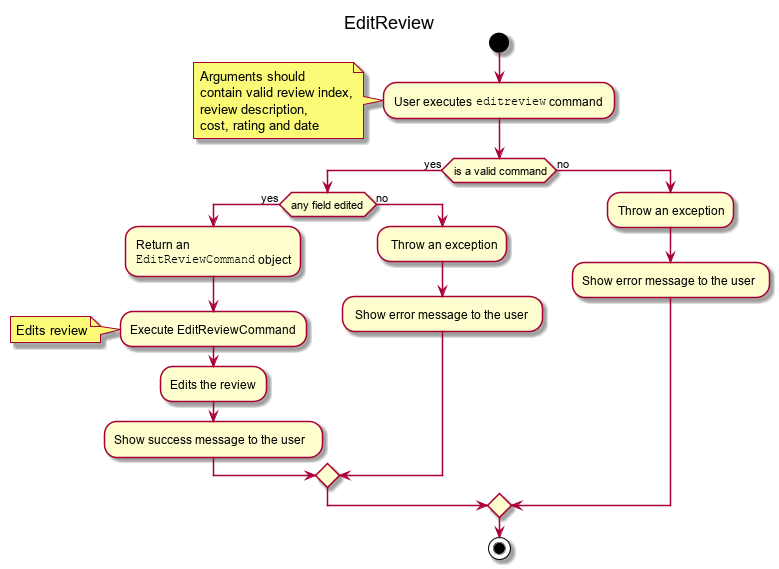 EditReview
Arguments should
contain valid review index,
review description,
cost, rating and date
User executes editreview command
yes
is a valid command
no
yes
any field edited
no
Throw an exception
Return an
EditReviewCommand object
Throw an exception
Show error message to the user
Edits review
Execute EditReviewCommand
Show error message to the user
Edits the review
Show success message to the user